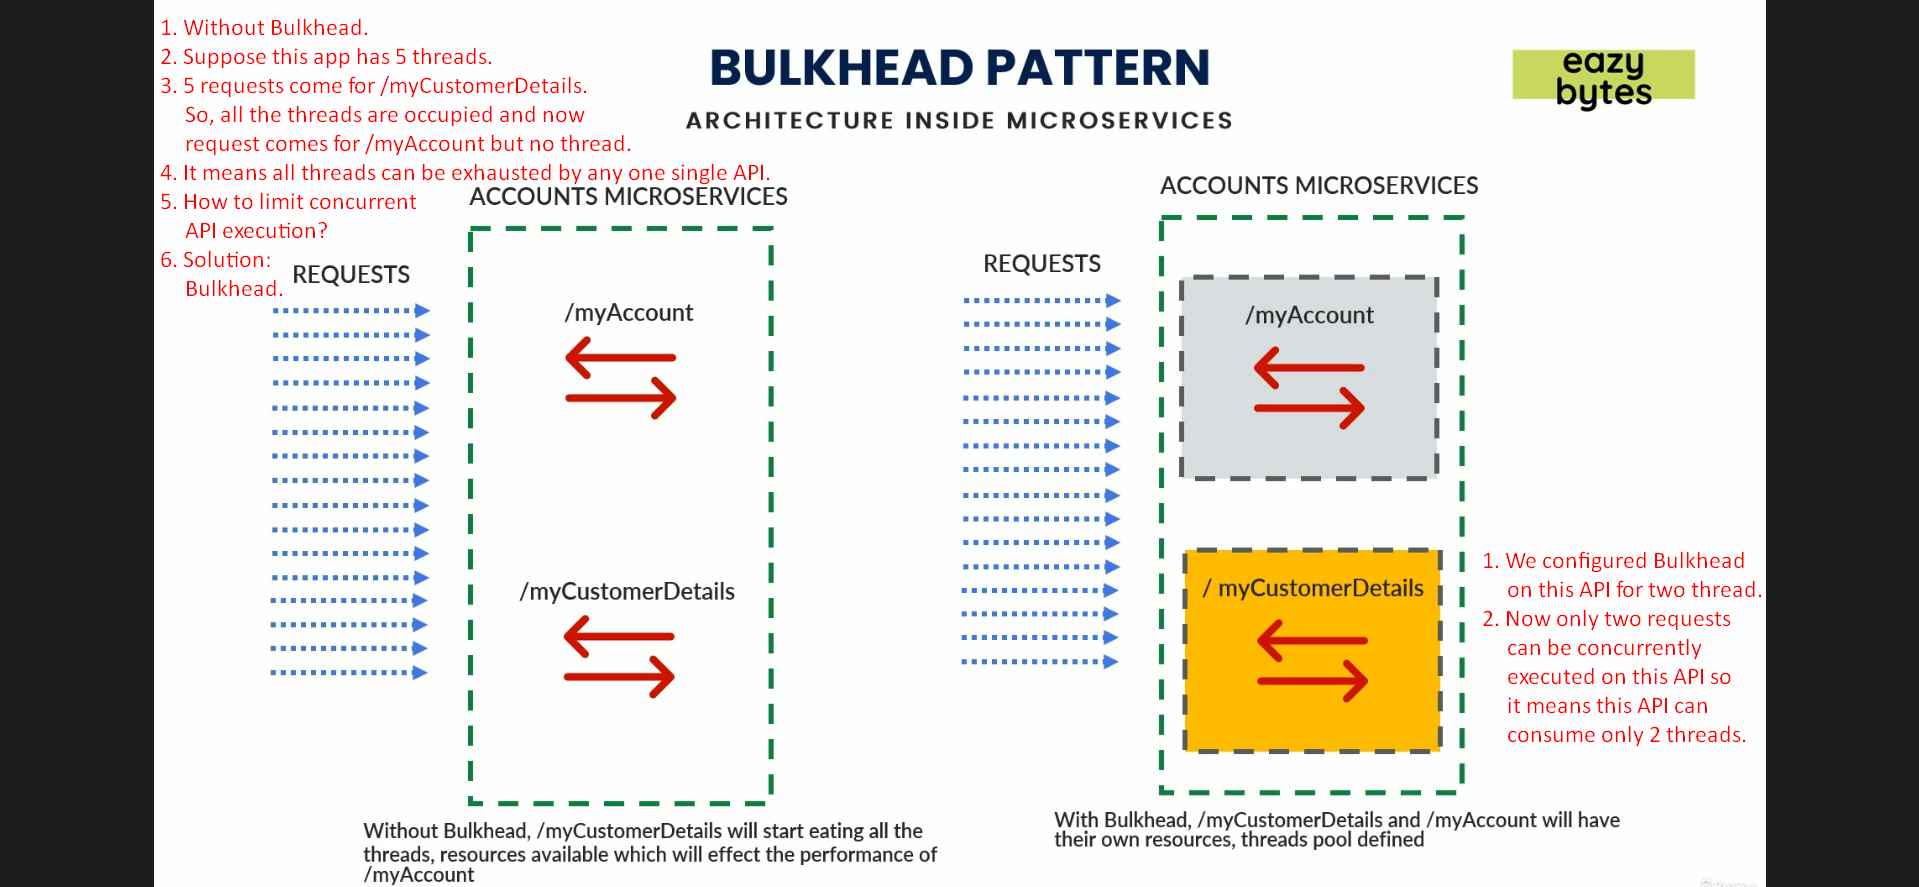 1. Without Bulkhead.
2. Suppose this app has 5 threads.
3. 5 requests come for /myCustomerDetails.
So, all the threads are occupied and now
request comes for /myAccount but no thread.
4. It means all threads can be exhausted by any one single API.
5. How to limit concurrent
API execution?
6. Solution:
Bulkhead.
BULKHEAD PATTERN
ARCHITECTURE INSIDE MICROSERVICES
eazy
bytes
ACCOUNTS MICROSERVICES
REQUESTS
/myAccount
/myCustomerDetails
Without Bulkhead, /myCustomerDetails will start eating all the
threads, resources available which will effect the performance of
/myAccount
ACCOUNTS MICROSERVICES
REQUESTS
/myAccount
/ myCustomerDetails
1. We configured Bulkhead
on this API for two thread.
2. Now only two requests
can be concurrently
executed on this API so
it means this API can
consume only 2 threads.
With Bulkhead, /myCustomerDetails and /myAccount will have
their own resources, threads pool defined